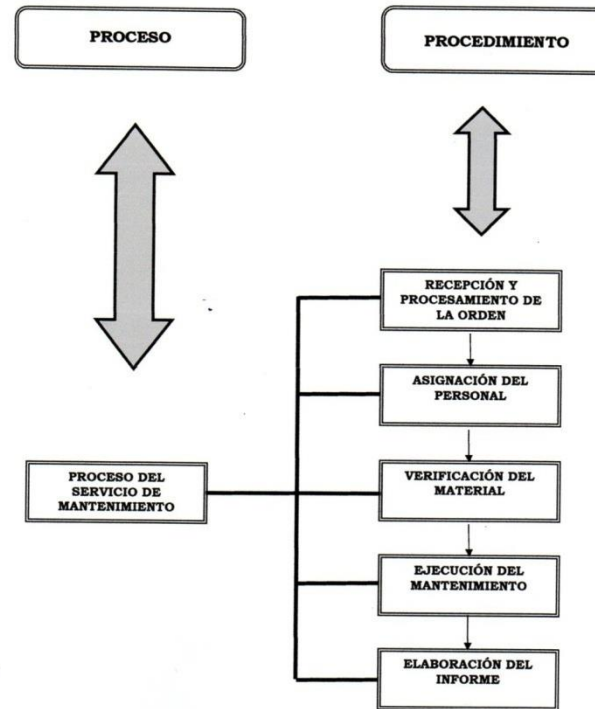 PROCESO
PROCEDIMIENTO
RECEPCIÓN Y
PROCESAMIENTO DE
LA ORDEN
ASIGNACIÓN DEL
PERSONAL
PROCESO DEL
SERVICIO DE
MANTENIMIENTO
VERIFICACIÓN DEL
MATERIAL
EJECUCIÓN DEL
MANTENIMIENTO
ELABORACIÓN DEL
INFORME